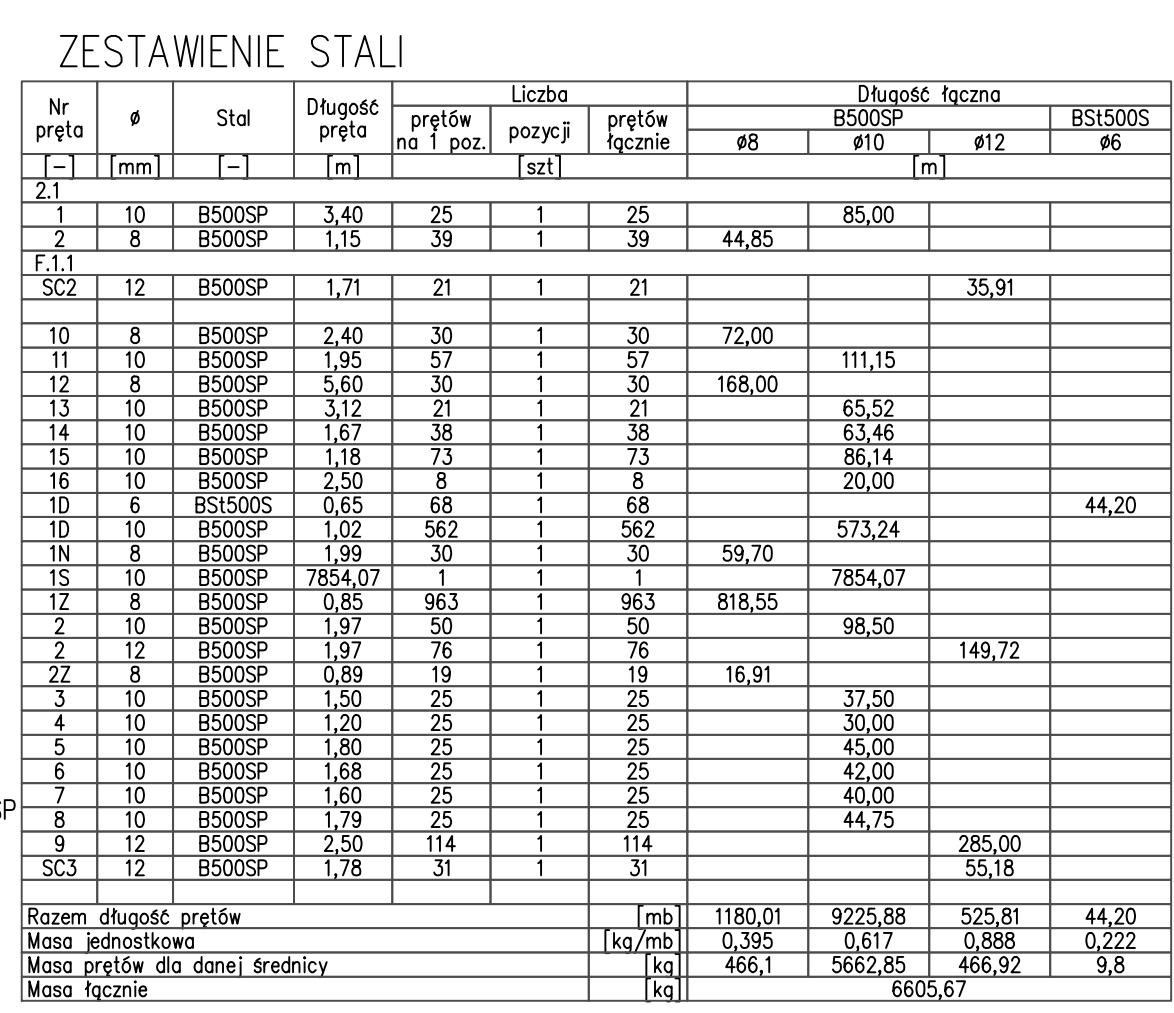 ZESTAWIENIE STALI
Nr pręta ø Stal Długość pręta Liczba Długość łączna
prętów na 1 poz. pozycji prętów łącznie B500SP BSt500S
ø8 ø10 ø12 ø6
[-] [mm] [-] [m] [szt] [m]
2.1
1 10 B500SP 3,40 25 1 25 85,00
2 8 B500SP 1,15 39 1 39 44,85
F.1.1
SC2 12 B500SP 1,71 21 1 21 35,91
10 8 B500SP 2,40 30 1 30 72,00
11 10 B500SP 1,95 57 1 57 111,15
12 8 B500SP 5,60 30 1 30 168,00
13 10 B500SP 3,12 21 1 21 65,52
14 10 B500SP 1,67 38 1 38 63,46
15 10 B500SP 1,18 73 1 73 86,14
16 10 B500SP 2,50 8 1 8 20,00
1D 6 BSt500S 0,65 68 1 68 44,20
1D 10 B500SP 1,02 562 1 562 573,24
1N 8 B500SP 1,99 30 1 30 59,70
1S 10 B500SP 7854,07 1 1 1 7854,07
1Z 8 B500SP 0,85 963 1 963 818,55
2 10 B500SP 1,97 50 1 50 98,50
2 12 B500SP 1,97 76 1 76 149,72
2Z 8 B500SP 0,89 19 1 19 16,91
3 10 B500SP 1,50 25 1 25 37,50
4 10 B500SP 1,20 25 1 25 30,00
5 10 B500SP 1,80 25 1 25 45,00
6 10 B500SP 1,68 25 1 25 42,00
7 10 B500SP 1,60 25 1 25 40,00
SP
8 10 B500SP 1,79 25 1 25 44,75
9 12 B500SP 2,50 114 1 114 285,00
SC3 12 B500SP 1,78 31 1 31 55,18
Razem długość prętów [mb] 1180,01 9225,88 525,81 44,20
Masa jednostkowa [kg/mb] 0,395 0,617 0,888 0,222
Masa prętów dla danej średnicy [kg] 466,1 5662,85 466,92 9,8
Masa łącznie [kg] 6605,67